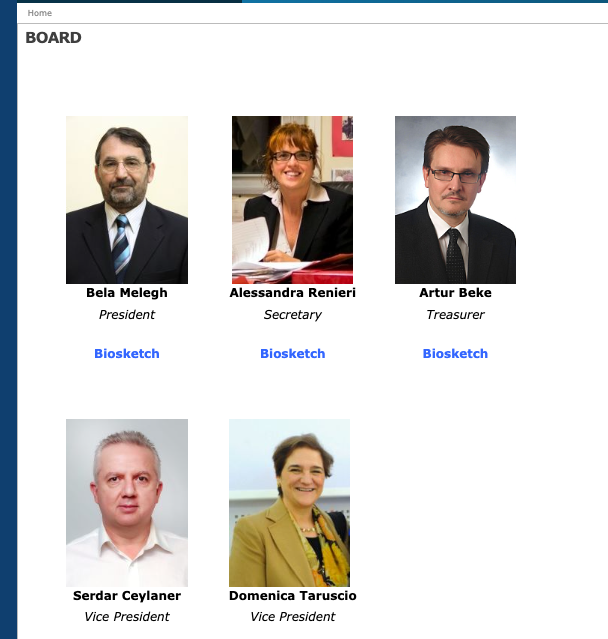 Home
BOARD
Bela Melegh
Alessandra Renieri
Artur Beke
President
Secretary
Treasurer
Biosketch
Biosketch
Biosketch
Serdar Ceylaner
Domenica Taruscio
Vice President
Vice President